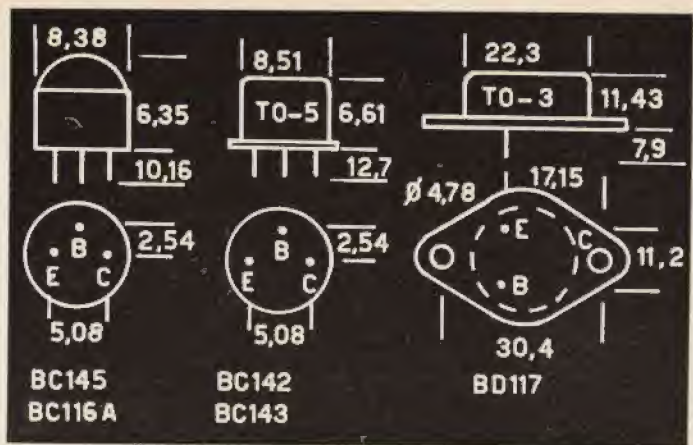 8,38
8,51
22,3
TO-5
TO-3
6,35
6,61
11,43
10,16
12,7
7,9
Ø 4,78
17,15
B
E
C
2,54
B
E
C
2,54
E
C
B
11,2
5,08
5,08
30,4
BC145
BC116A
BC142
BC143
BD117